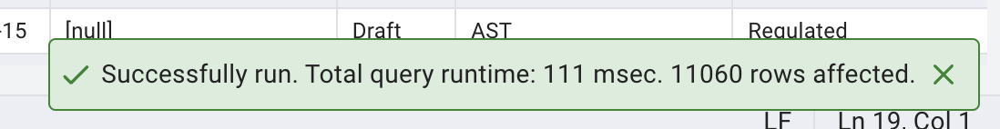 -15 [null] Draft AST Regulated
Successfully run. Total query runtime: 111 msec. 11060 rows affected.
LF Ln 19, Col 1